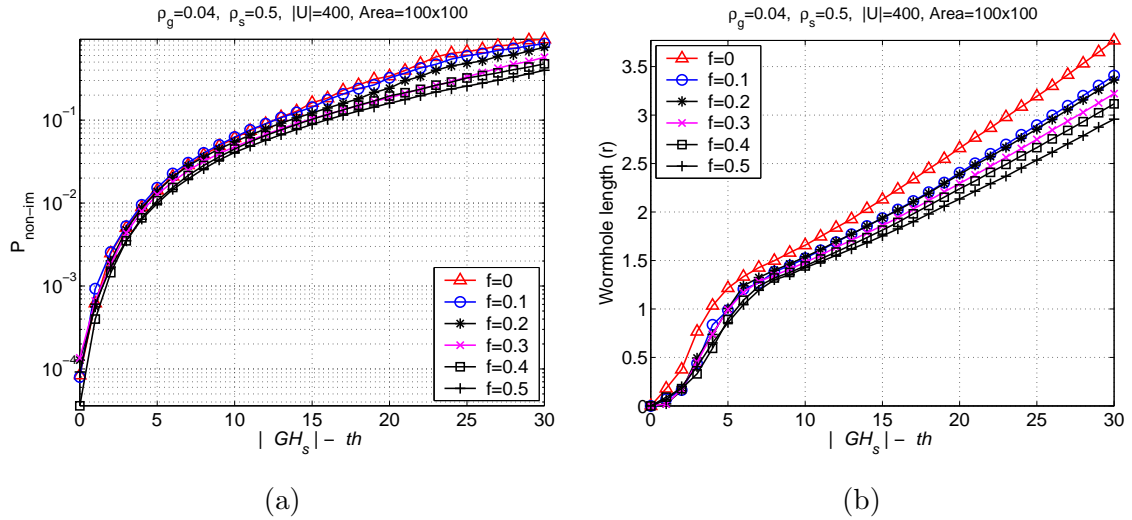 ρg=0.04, ρs=0.5, |U|=400, Area=100x100
P non-im
10^-1
10^-2
10^-3
10^-4
0 5 10 15 20 25 30
| GHs| - th
f=0
f=0.1
f=0.2
f=0.3
f=0.4
f=0.5
(a)
ρg=0.04, ρs=0.5, |U|=400, Area=100x100
Wormhole length (r)
3.5
3
2.5
2
1.5
1
0.5
0
0 5 10 15 20 25 30
| GHs| - th
f=0
f=0.1
f=0.2
f=0.3
f=0.4
f=0.5
(b)